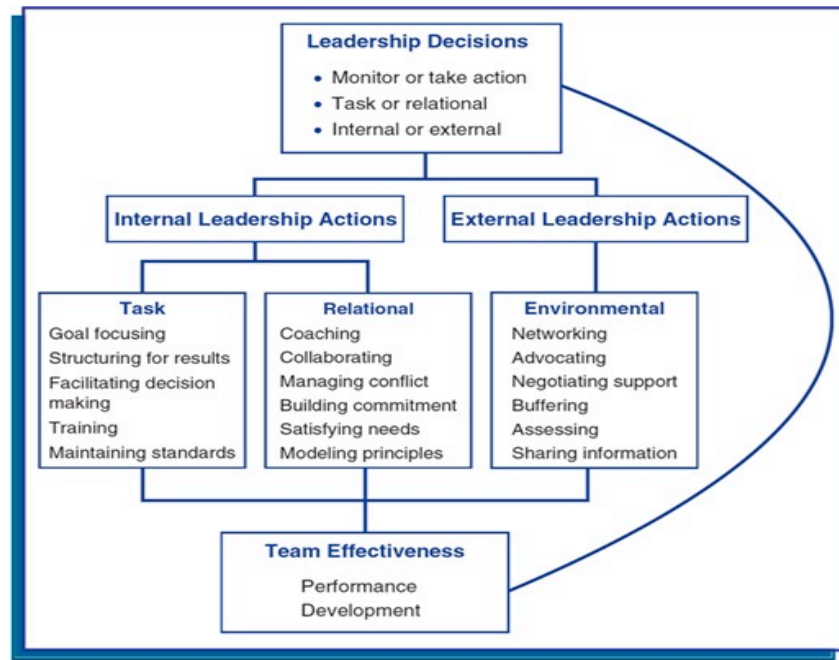 Leadership Decisions
• Monitor or take action
• Task or relational
• Internal or external
Internal Leadership Actions
External Leadership Actions
Task
Goal focusing
Structuring for results
Facilitating decision
making
Training
Maintaining standards
Relational
Coaching
Collaborating
Managing conflict
Building commitment
Satisfying needs
Modeling principles
Environmental
Networking
Advocating
Negotiating support
Buffering
Assessing
Sharing information
Team Effectiveness
Performance
Development